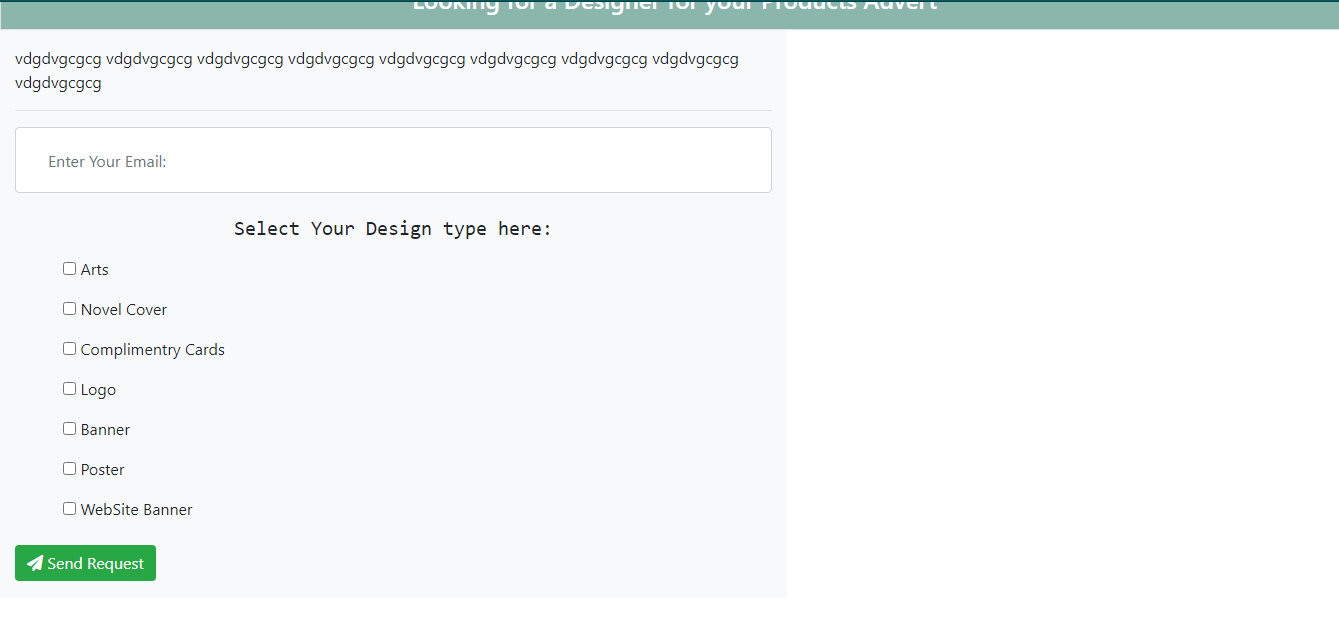 Looking for a Designer for your Products Advert
vdgdvgcgcg vdgdvgcgcg vdgdvgcgcg vdgdvgcgcg vdgdvgcgcg vdgdvgcgcg vdgdvgcgcg vdgdvgcgcg
vdgdvgcgcg
Enter Your Email:
Select Your Design type here:
Arts
Novel Cover
Complimentry Cards
Logo
Banner
Poster
WebSite Banner
Send Request